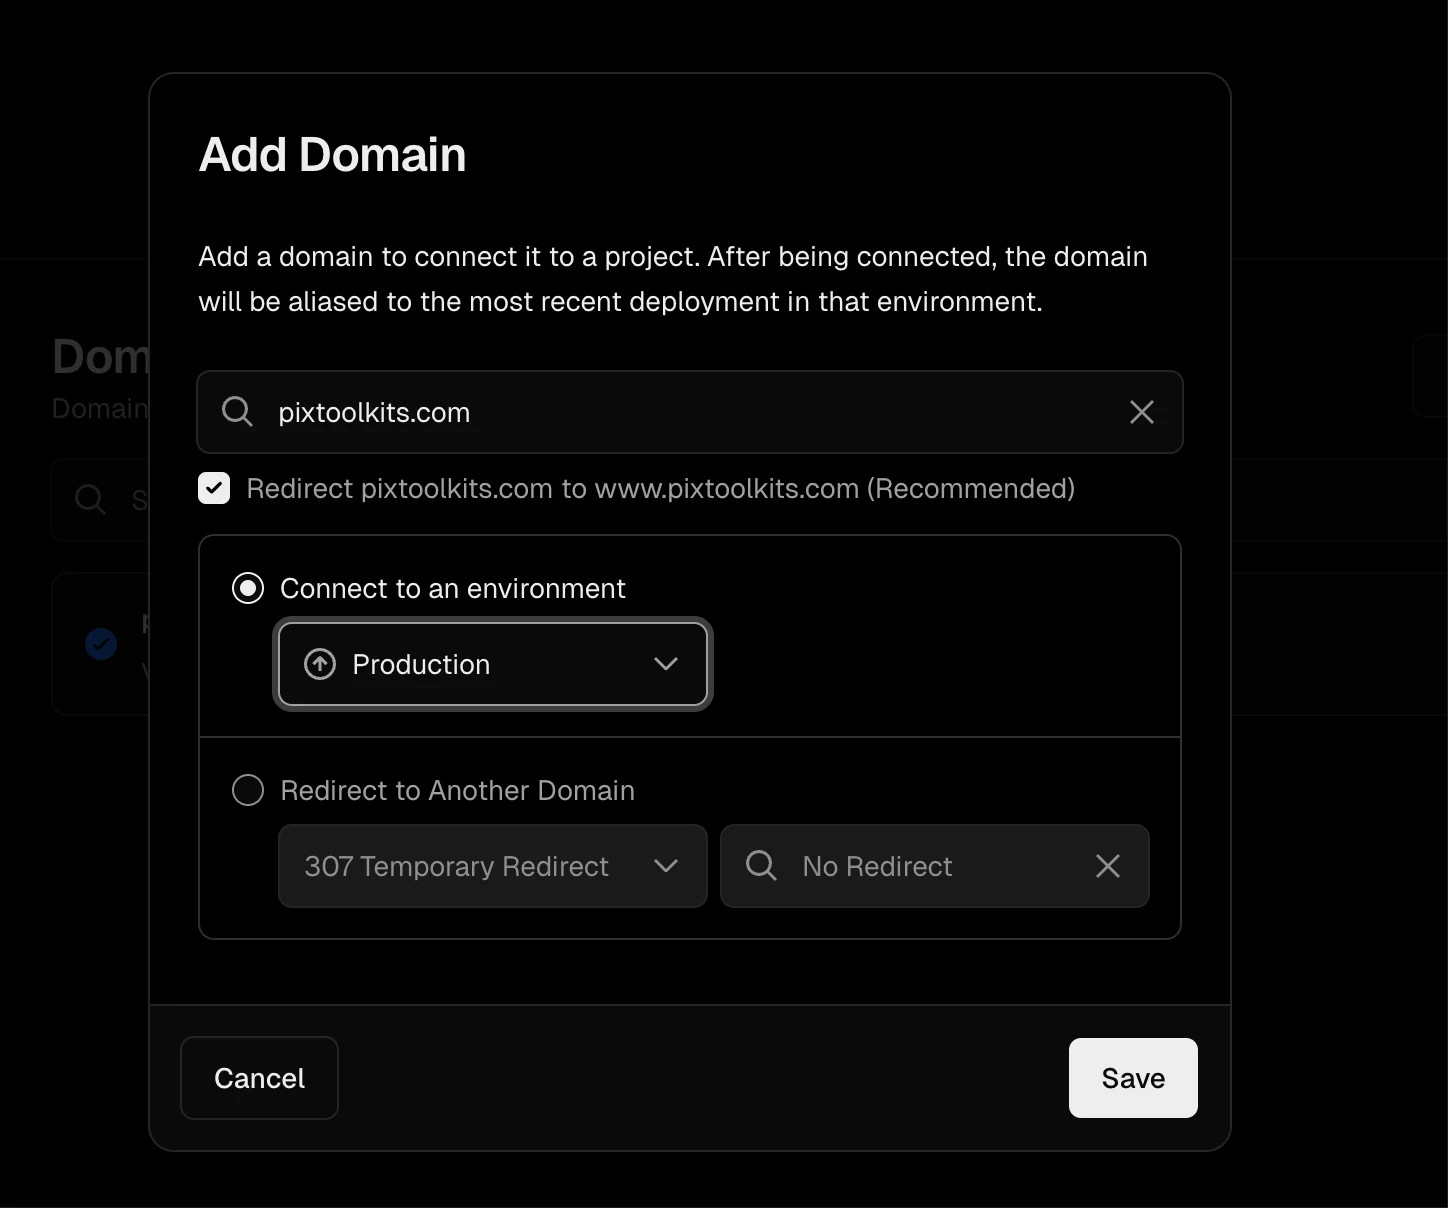 Add Domain
Add a domain to connect it to a project. After being connected, the domain
will be aliased to the most recent deployment in that environment.
Dom
Domain
pixtoolkits.com
Redirect pixtoolkits.com to www.pixtoolkits.com (Recommended)
S
Connect to an environment
Production
Redirect to Another Domain
307 Temporary Redirect
No Redirect
Cancel
Save